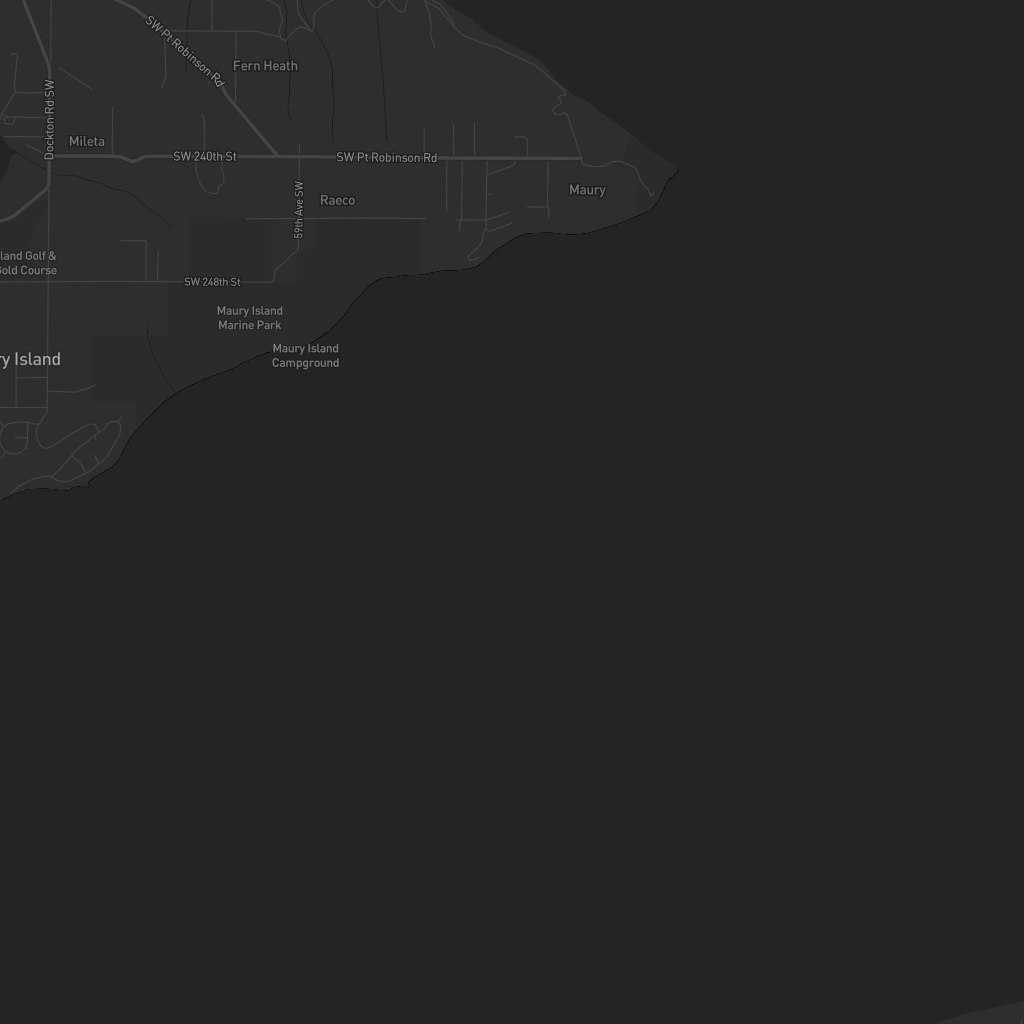 SW Pt Robinson Rd
Fern Heath
Dockton Rd SW
Mileta
SW 240th St
SW Pt Robinson Rd
Maury
59th Ave SW
Raeco
land Golf &
Gold Course
SW 248th St
Maury Island
Marine Park
Maury Island
Campground
ry Island